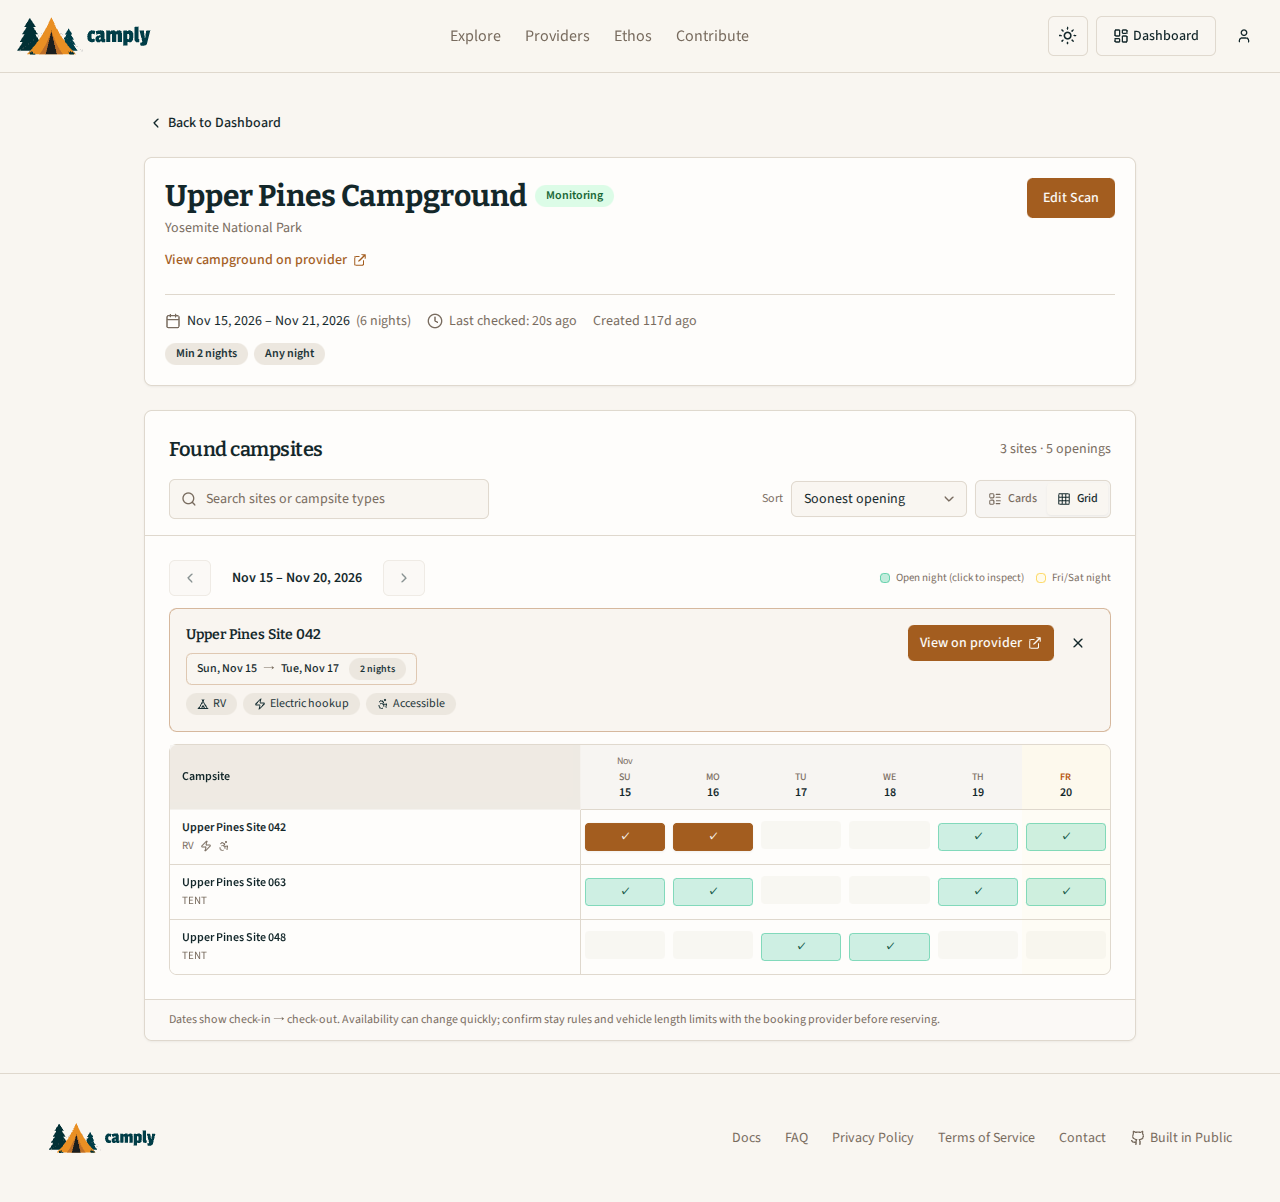 camply
Explore Providers Ethos Contribute
Dashboard
Back to Dashboard
Upper Pines Campground Monitoring
Edit Scan
Yosemite National Park
View campground on provider
Nov 15, 2026 – Nov 21, 2026 (6 nights) Last checked: 20s ago Created 117d ago
Min 2 nights Any night
Found campsites
3 sites · 5 openings
Search sites or campsite types
Sort Soonest opening Cards Grid
Nov 15 – Nov 20, 2026
Open night (click to inspect) Fri/Sat night
Upper Pines Site 042
View on provider
Sun, Nov 15 → Tue, Nov 17 2 nights
RV Electric hookup Accessible
Nov
Campsite SU MO TU WE TH FR
15 16 17 18 19 20
Upper Pines Site 042
✓ ✓ ✓ ✓
RV
Upper Pines Site 063
✓ ✓ ✓ ✓
TENT
Upper Pines Site 048
✓ ✓
TENT
Dates show check-in → check-out. Availability can change quickly; confirm stay rules and vehicle length limits with the booking provider before reserving.
camply
Docs FAQ Privacy Policy Terms of Service Contact Built in Public